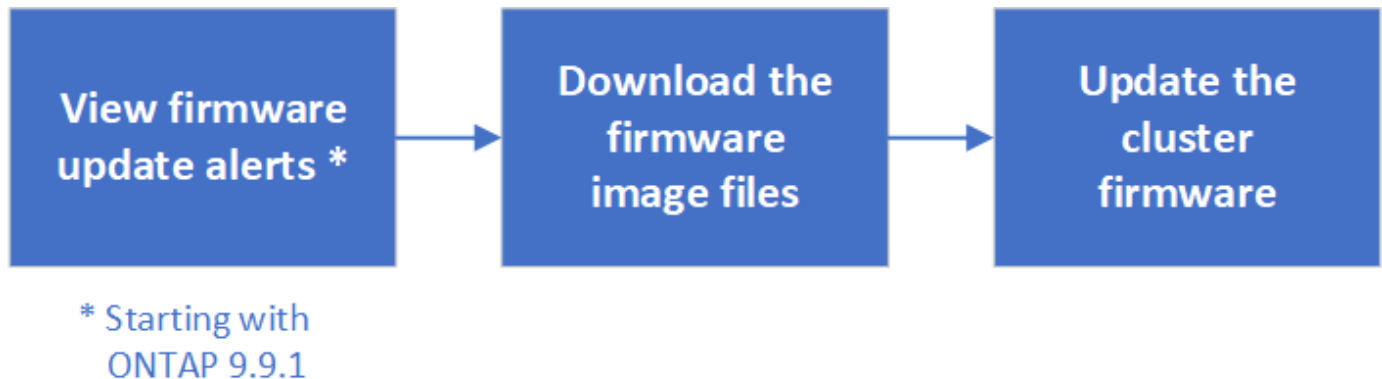 View firmware
update alerts *
Download the
firmware
image files
Update the
cluster
firmware
* Starting with
ONTAP 9.9.1